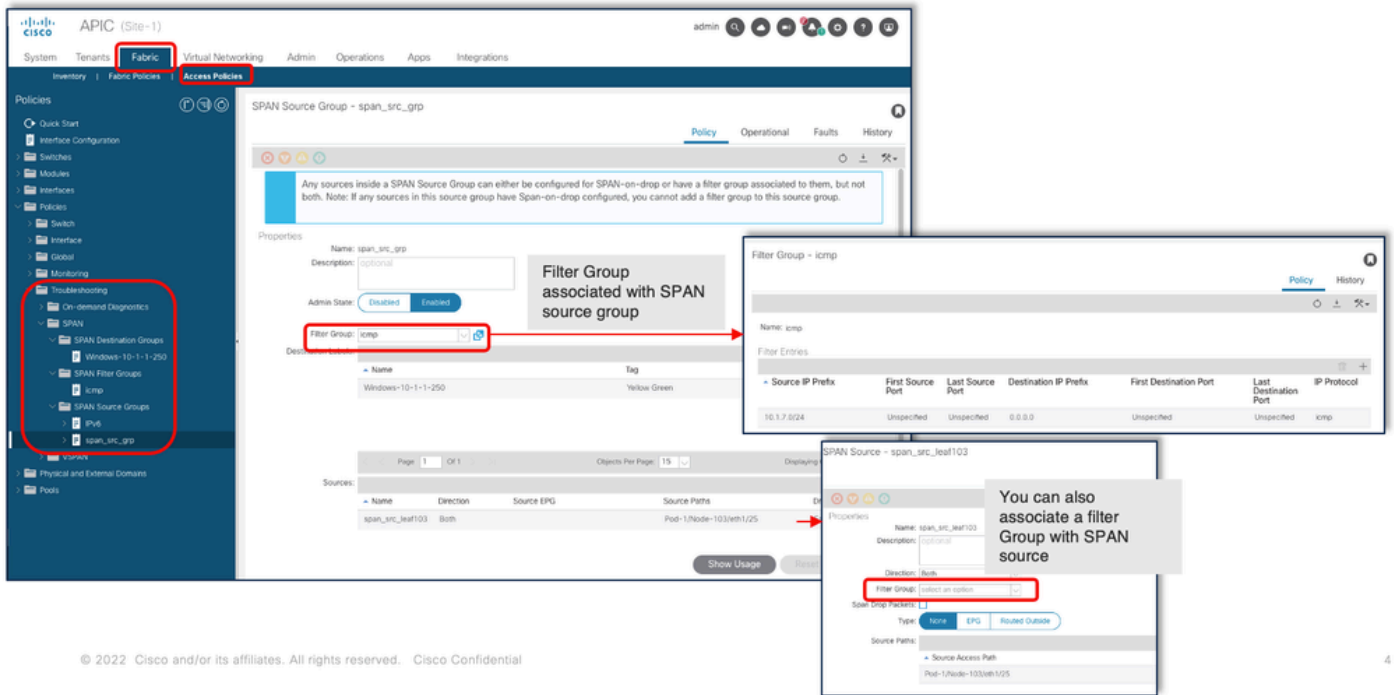 CISCO
APIC (Site-1)
admin
System Tenants Fabric Virtual Networking Admin Operations Apps Integrations
Inventory | Fabric Policies | Access Policies
Policies
Quick Start
Interface Configuration
Switches
Modules
Interfaces
Policies
Switch
Interface
Global
Monitoring
Troubleshooting
On-demand Diagnostics
SPAN
SPAN Destination Groups
Windows-10-1-1-250
SPAN Filter Groups
icmp
SPAN Source Groups
IPv6
span_src_grp
VSPAN
Physical and External Domains
Pools
SPAN Source Group - span_src_grp
Policy Operational Faults History
Any sources inside a SPAN Source Group can either be configured for SPAN-on-drop or have a filter group associated to them, but not
both. Note: If any sources in this source group have Span-on-drop configured, you cannot add a filter group to this source group.
Properties
Name: span_src_grp
Description: optional
Admin State: Disabled Enabled
Filter Group: icmp
Name Tag
Windows-10-1-1-250 Yellow Green
Page 1 Of 1 Objects Per Page: 15 Displaying
Sources:
Name Direction Source EPG Source Paths
span_src_leaf103 Both Pod-1/Node-103/eth1/25
Show Usage
Filter Group
associated with SPAN
source group
Filter Group - icmp
Policy History
Name: icmp
Filter Entries
Source IP Prefix First Source Port Last Source Port Destination IP Prefix First Destination Port Last Destination Port IP Protocol
10.1.7.0/24 Unspecified Unspecified 0.0.0.0 Unspecified Unspecified icmp
SPAN Source - span_src_leaf103
Properties
Name: span_src_leaf103
Description: optional
Direction: Both
Filter Group: select an option
Span Drop Packets:
Type: None EPG Routed Outside
Source Paths:
Source Access Path
Pod-1/Node-103/eth1/25
You can also
associate a filter
Group with SPAN
source
© 2022 Cisco and/or its affiliates. All rights reserved. Cisco Confidential
4